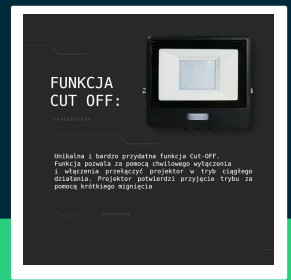 FUNKCJA
CUT OFF:
Unikalna i bardzo przydatna funkcja Cut-OFF.
Funkcja pozwala za pomocą chwilowego wyłączenia
i włączenia przełączyć projektor w tryb ciągłego
działania. Projektor potwierdzi przyjęcie trybu za
pomocą krótkiego mignięcia